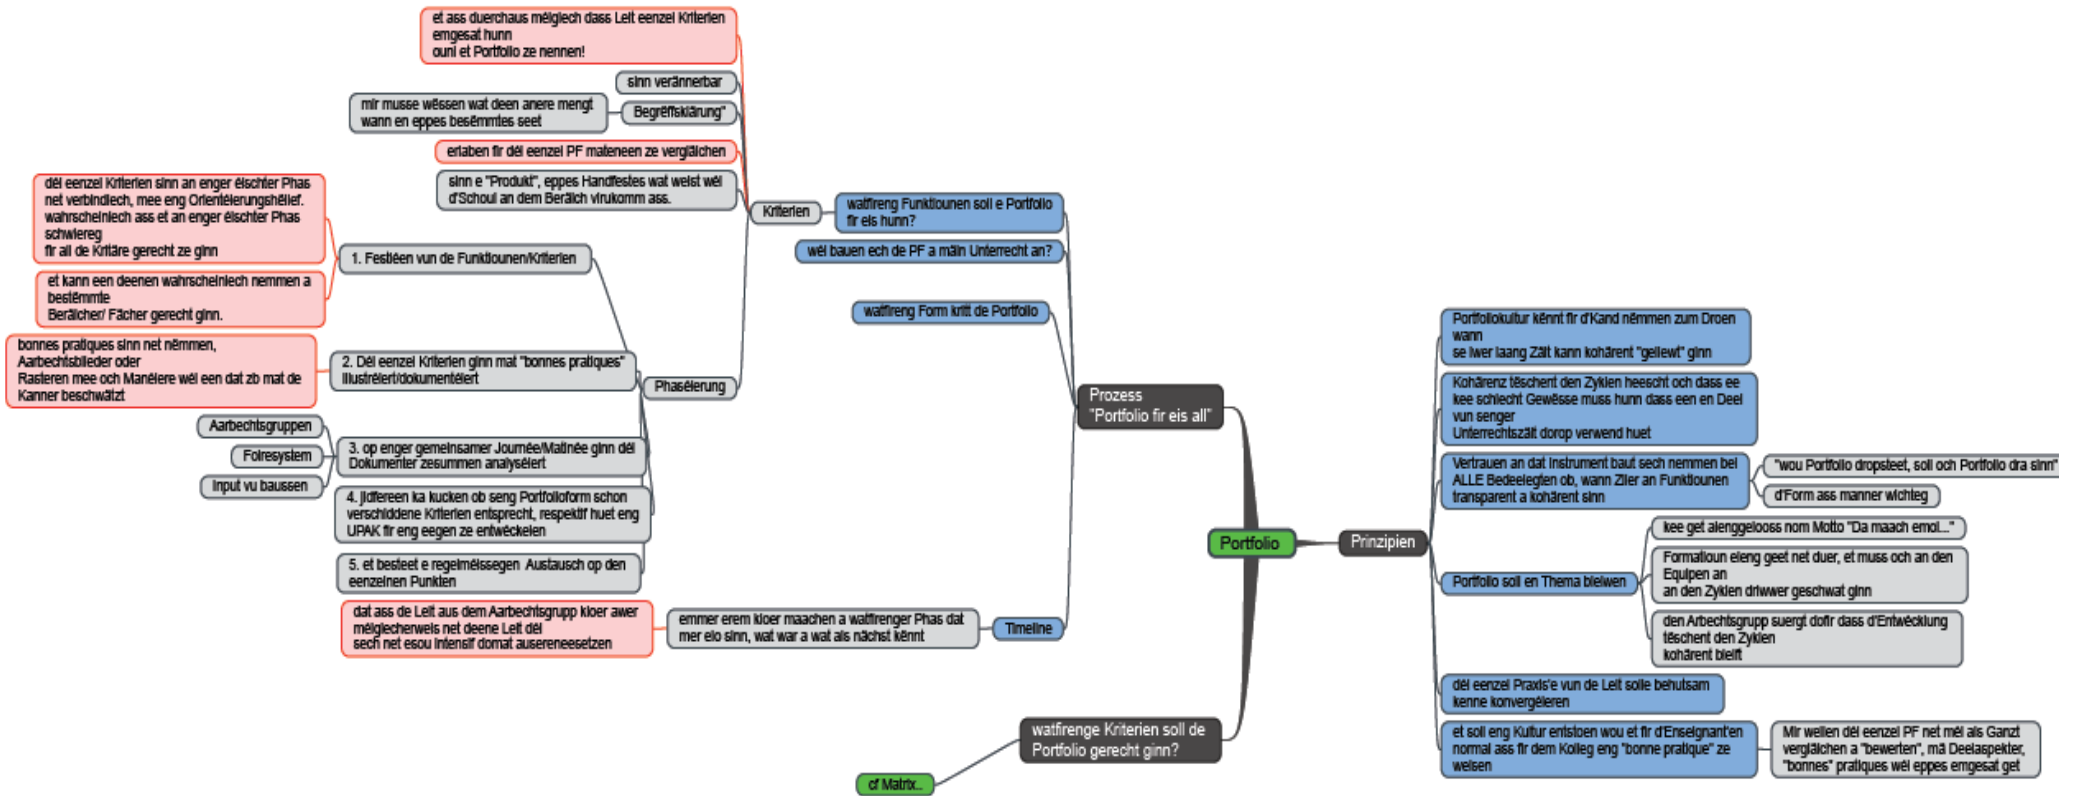 et ass duerchaus méiglech dass Leit eenzel Kriterien
emgesat hunn
ouni et Portfolio ze nennen!
sinn verännerbar
mir musse wëssen wat deen anere mengt
wann en eppes besëmmtes seet
Begrëffsklärung"
erlaben fir déi eenzel PF mateneen ze vergläichen
sinn e "Produkt", eppes Handfestes wat weist wéi
d'Schoul an dem Beräich virukomm ass.
Kriterien
watfireng Funktiounen soll e Portfolio
fir eis hunn?
wéi bauen ech de PF a mäin Unterrecht an?
watfireng Form kritt de Portfolio
déi eenzel Kriterien sinn an enger éischter Phas
net verbindlech, mee eng Orientéierungshëllef.
wahrscheinlech ass et an enger éischter Phas
schwiereg
fir all de Kritäre gerecht ze ginn
et kann een deenen wahrscheinlech nemmen a
bestëmmte
Beräicher/ Fächer gerecht ginn.
1. Festleën vun de Funktiounen/Kriterien
bonnes pratiques sinn net nëmmen,
Aarbechtsblieder oder
Rasteren mee och Manéiere wéi een dat zb mat de
Kanner beschwätzt
2. Déi eenzel Kriterien ginn mat "bonnes pratiques"
illustréiert/dokumentéiert
Phaséierung
Aarbechtsgruppen
Foiresystem
Input vu baussen
3. op enger gemeinsamer Journée/Matinée ginn déi
Dokumenter zesummen analyséiert
4. jidfereen ka kucken ob seng Portfolioform schon
verschiddene Kriterien entsprecht, respektif huet eng
UPAK fir eng eegen ze entwéckelen
5. et besteet e regelméissegen Austausch op den
eenzelnen Punkten
dat ass de Leit aus dem Aarbechtsgrupp kloer awer
méiglecherweis net deene Leit déi
sech net esou intensif domat ausereneesetzen
emmer erem kloer maachen a watfirenger Phas dat
mer elo sinn, wat war a wat als nächst kënnt
Timeline
Prozess
"Portfolio fir eis all"
watfirenge Kriterien soll de
Portfolio gerecht ginn?
cf Matrix..
Portfolio
Prinzipien
Portfoliokultur kënnt fir d'Kand nëmmen zum Droen
wann
se iwer laang Zäit kann kohärent "geliewt" ginn
Kohärenz tëschent den Zyklen heescht och dass ee
kee schlecht Gewësse muss hunn dass een en Deel
vun senger
Unterrechtszäit dorop verwend huet
Vertrauen an dat Instrument baut sech nemmen bei
ALLE Bedeelegten ob, wann Ziler an Funktiounen
transparent a kohärent sinn
"wou Portfolio dropsteet, soll och Portfolio dra sinn"
d'Form ass manner wichteg
Portfolio soll en Thema bleiwen
kee get alenggelooss nom Motto "Da maach emol..."
Formatioun eleng geet net duer, et muss och an den
Equipen an
an den Zyklen driwwer geschwat ginn
den Arbechtsgrupp suergt dofir dass d'Entwécklung
tëschent den Zyklen
kohärent bleift
déi eenzel Praxis'e vun de Leit solle behutsam
kenne konvergéieren
et soll eng Kultur entstoen wou et fir d'Enseignant'en
normal ass fir dem Kolleg eng "bonne pratique" ze
weisen
Mir wellen déi eenzel PF net méi als Ganzt
vergläichen a "bewerten", mä Deelaspekter,
"bonnes" pratiques wéi eppes emgesat get